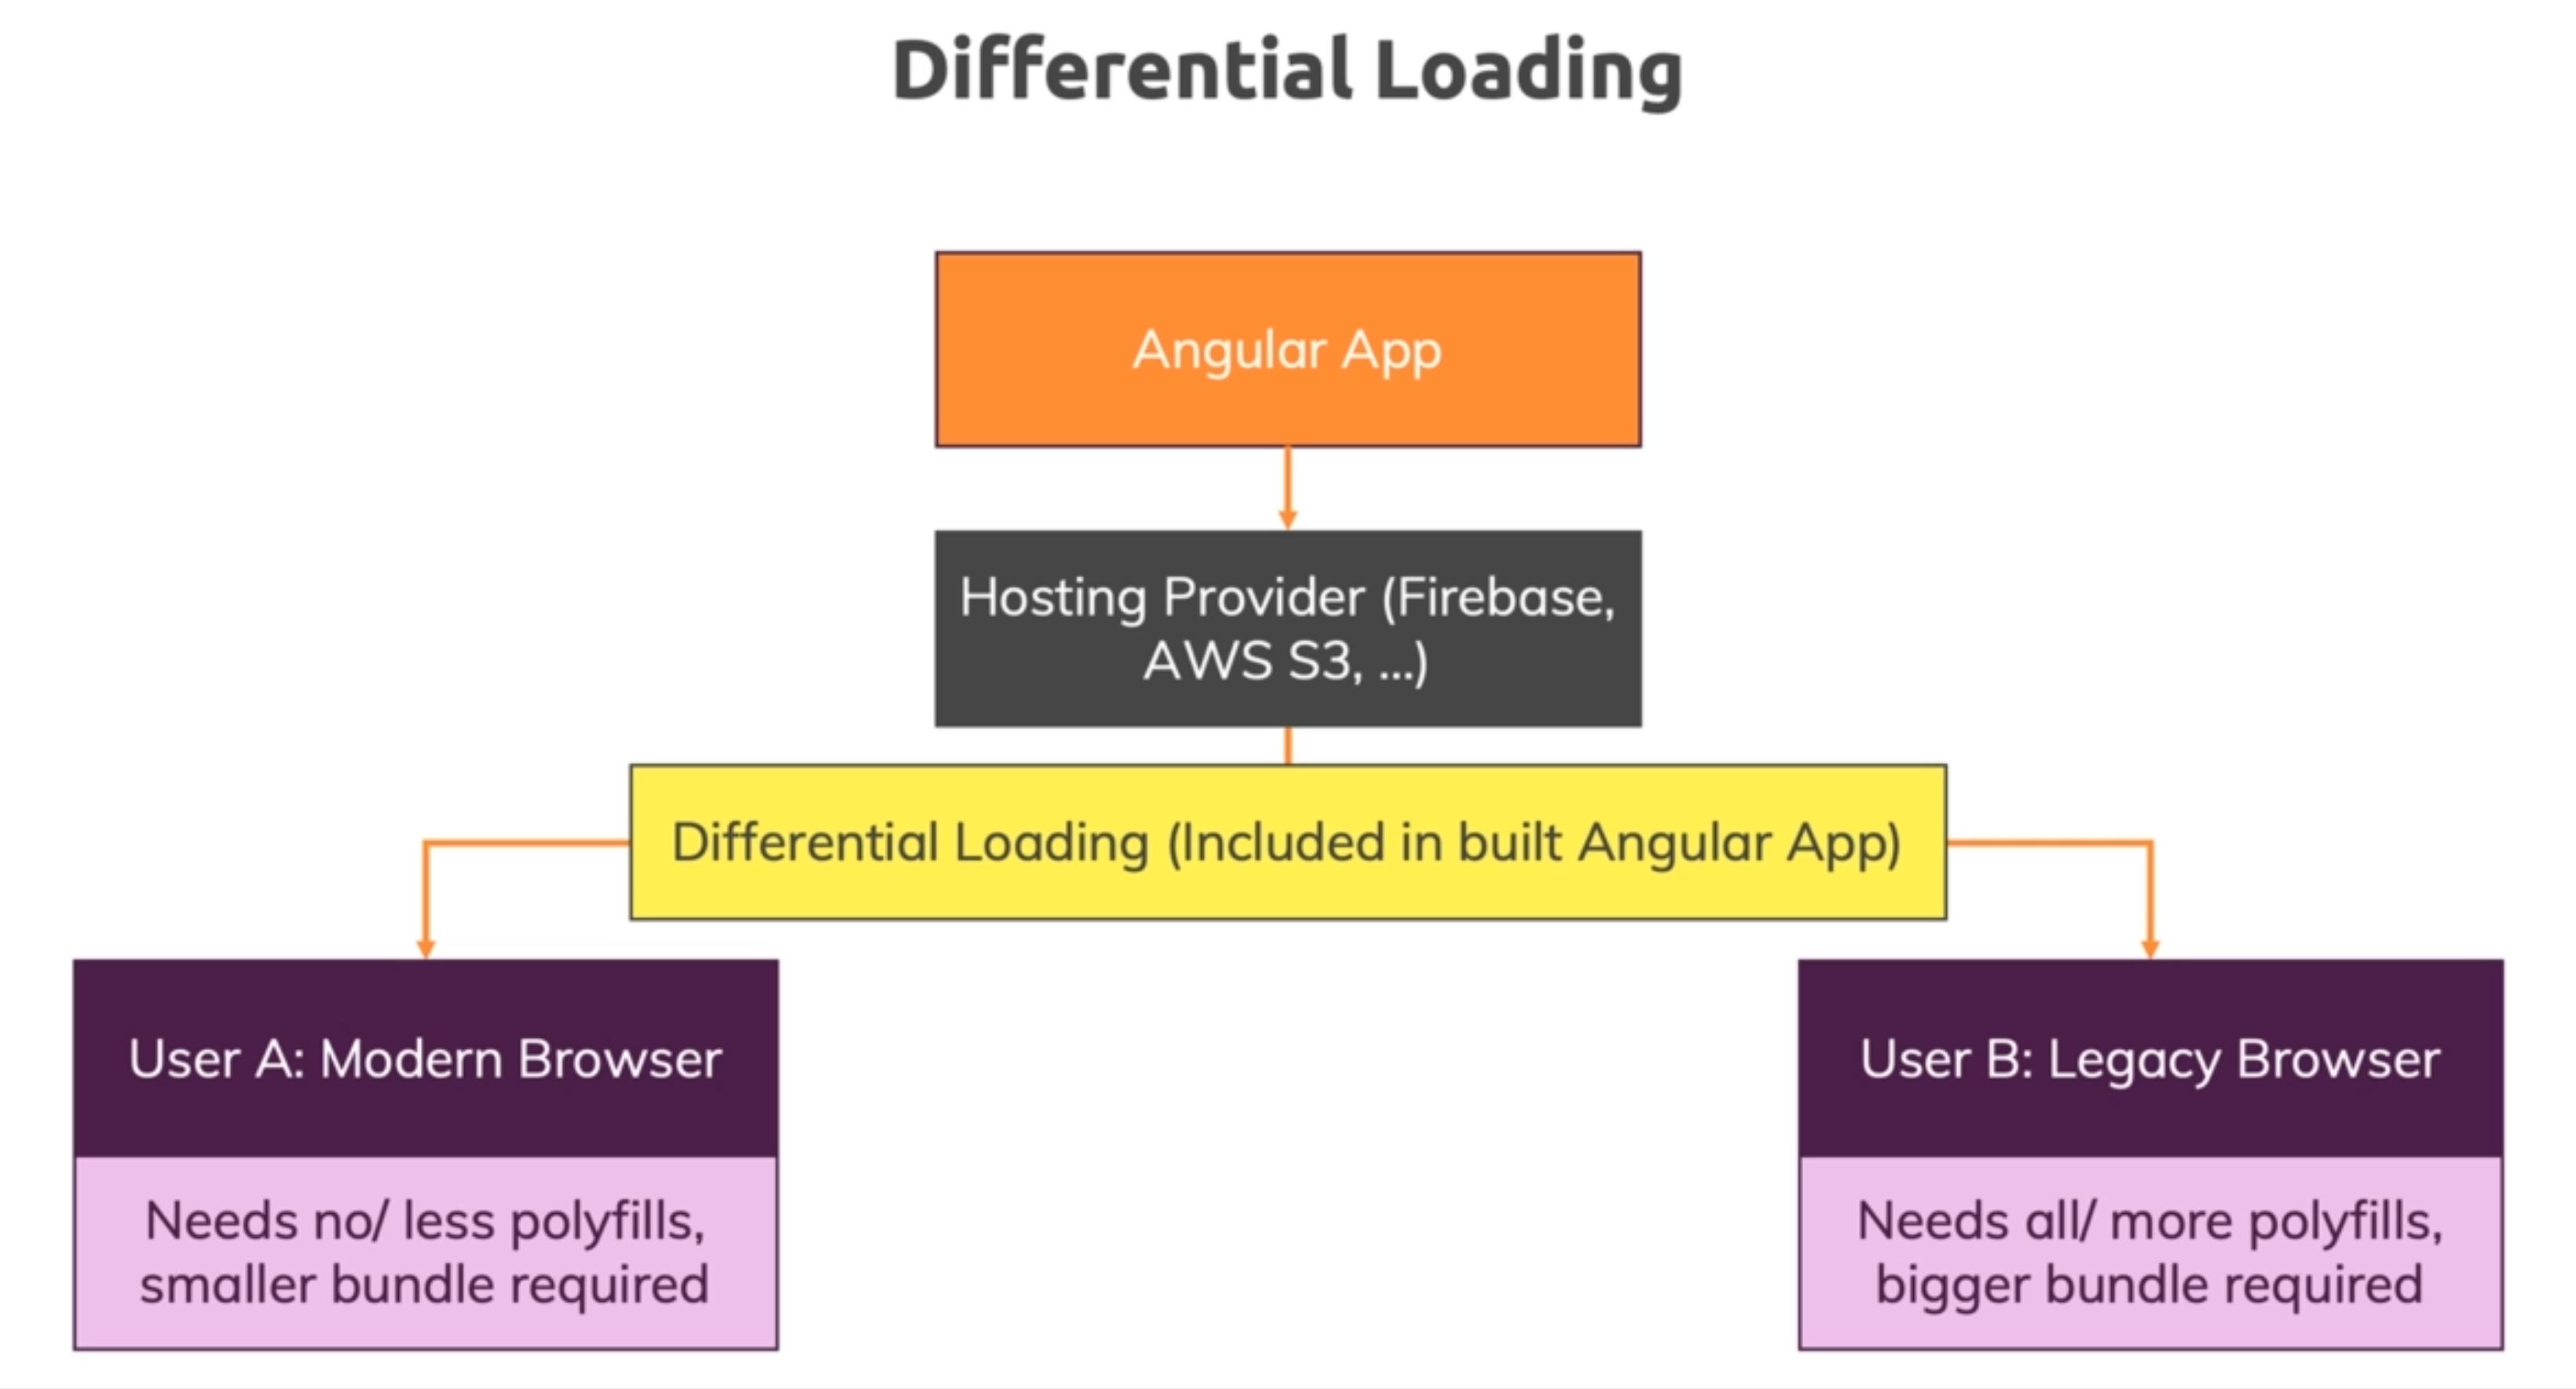 Differential Loading
Angular App
Hosting Provider (Firebase,
AWS S3, ...)
Differential Loading (Included in built Angular App)
User A: Modern Browser
Needs no/ less polyfills,
smaller bundle required
User B: Legacy Browser
Needs all/ more polyfills,
bigger bundle required